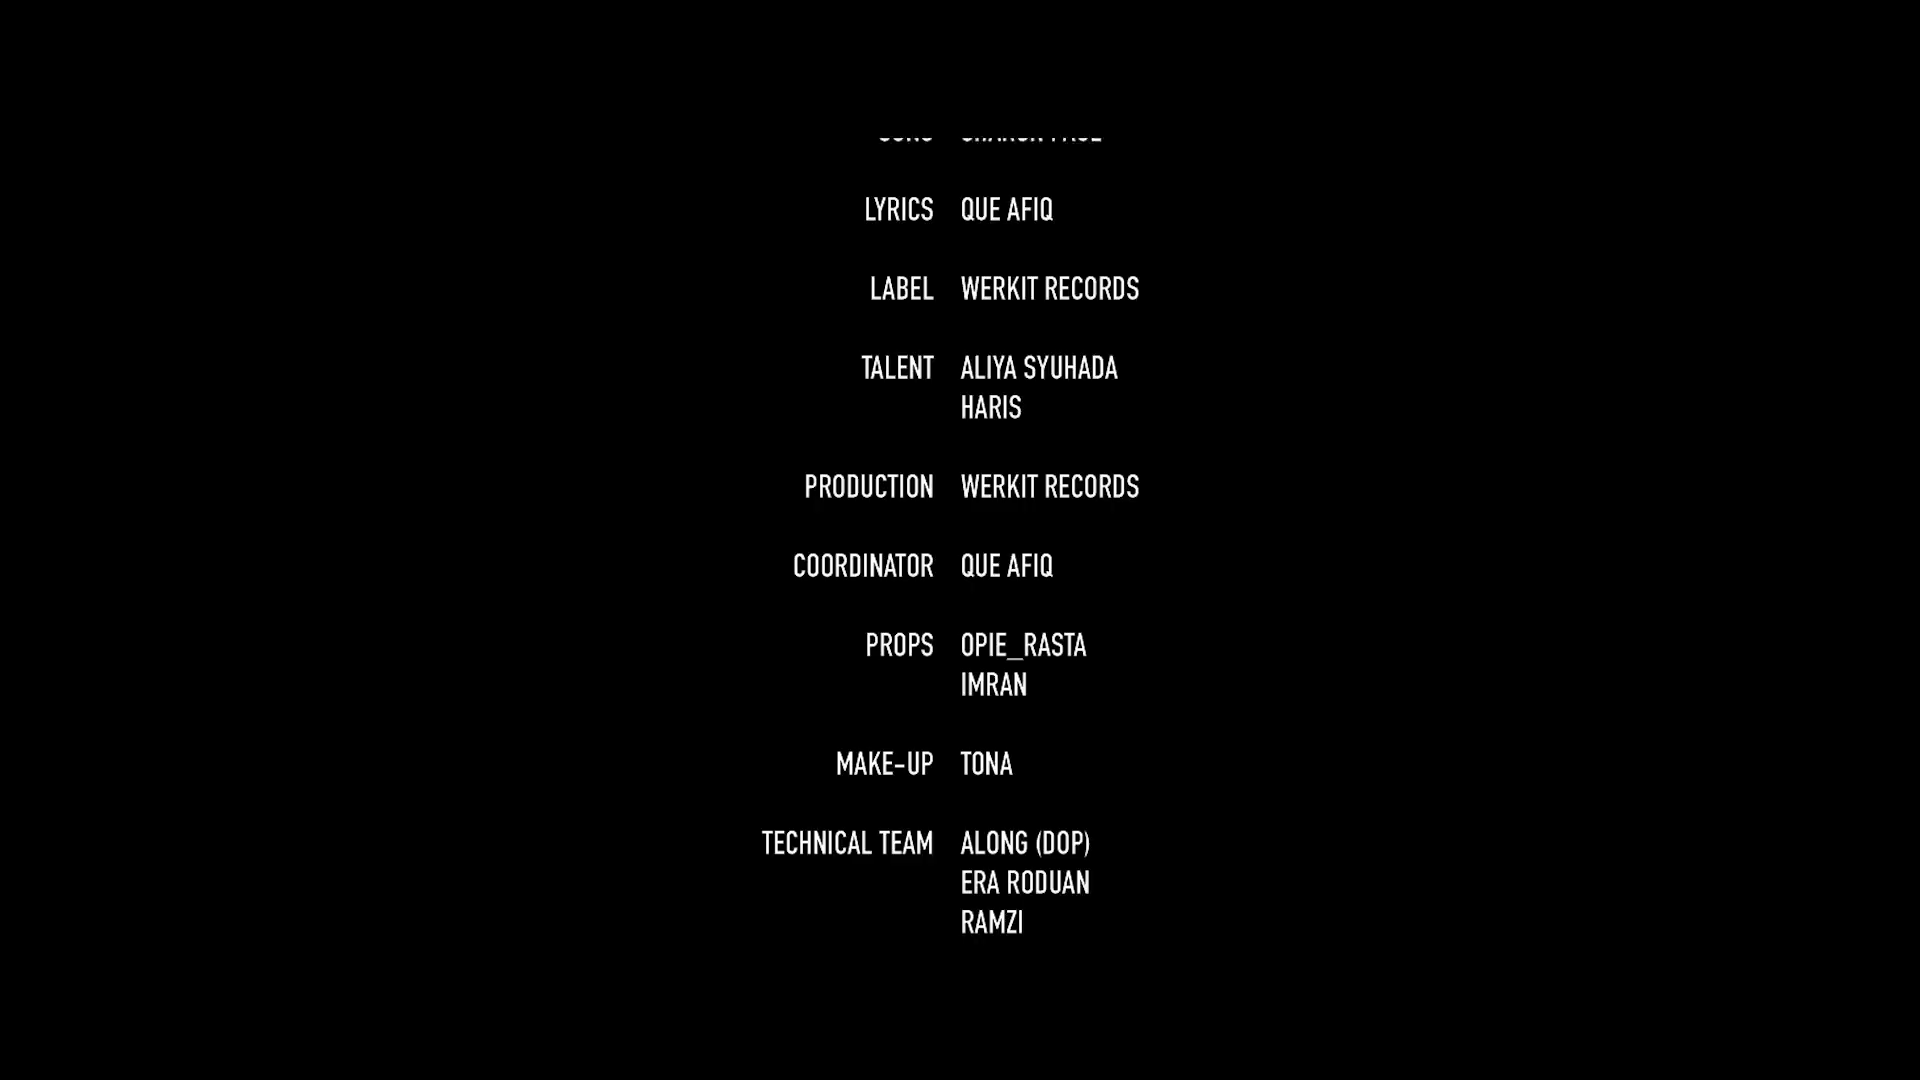 LYRICS QUE AFIQ
LABEL WERKIT RECORDS
TALENT ALIYA SYUHADA
HARIS
PRODUCTION WERKIT RECORDS
COORDINATOR QUE AFIQ
PROPS OPIE_RASTA
IMRAN
MAKE-UP TONA
TECHNICAL TEAM ALONG (DOP)
ERA RODUAN
RAMZI